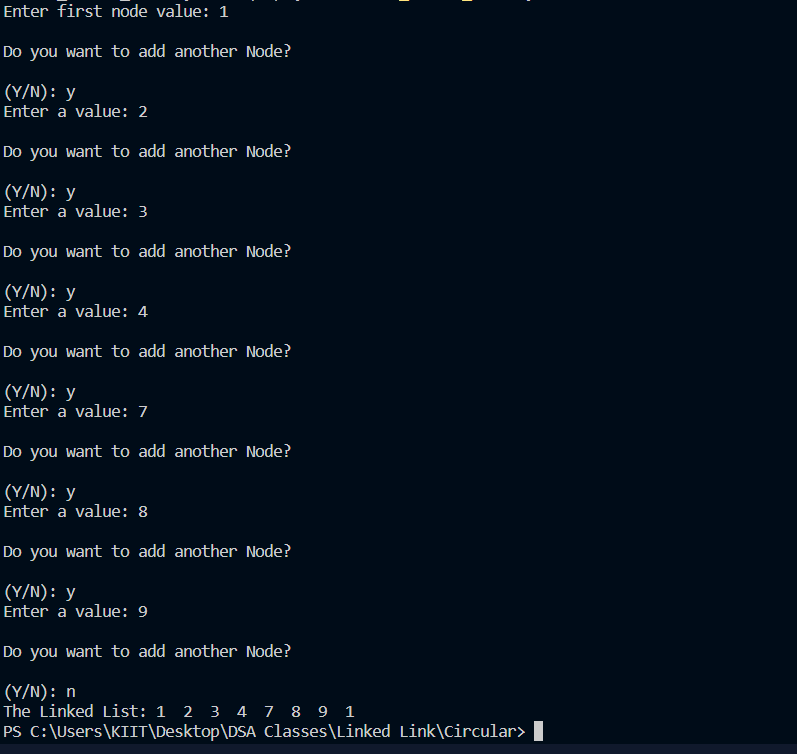 Enter first node value: 1
Do you want to add another Node?
(Y/N): y
Enter a value: 2
Do you want to add another Node?
(Y/N): y
Enter a value: 3
Do you want to add another Node?
(Y/N): y
Enter a value: 4
Do you want to add another Node?
(Y/N): y
Enter a value: 7
Do you want to add another Node?
(Y/N): y
Enter a value: 8
Do you want to add another Node?
(Y/N): y
Enter a value: 9
Do you want to add another Node?
(Y/N): n
The Linked List: 1  2  3  4  7  8  9  1
PS C:\Users\KIIT\Desktop\DSA Classes\Linked Link\Circular>